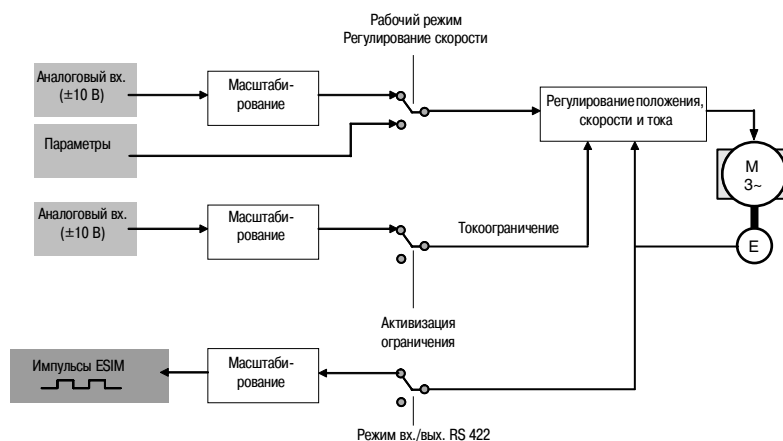 Рабочий режим
Регулирование скорости
Аналоговый вх.
(±10 В)
Масштаби-
рование
Регулирование положения,
скорости и тока
Параметры
М
3~
Аналоговый вх.
(±10 В)
Масштаби-
рование
Токоограничение
E
Активизация
ограничения
Импульсы ESIM
Масштаби-
рование
Режим вх./вых. RS 422